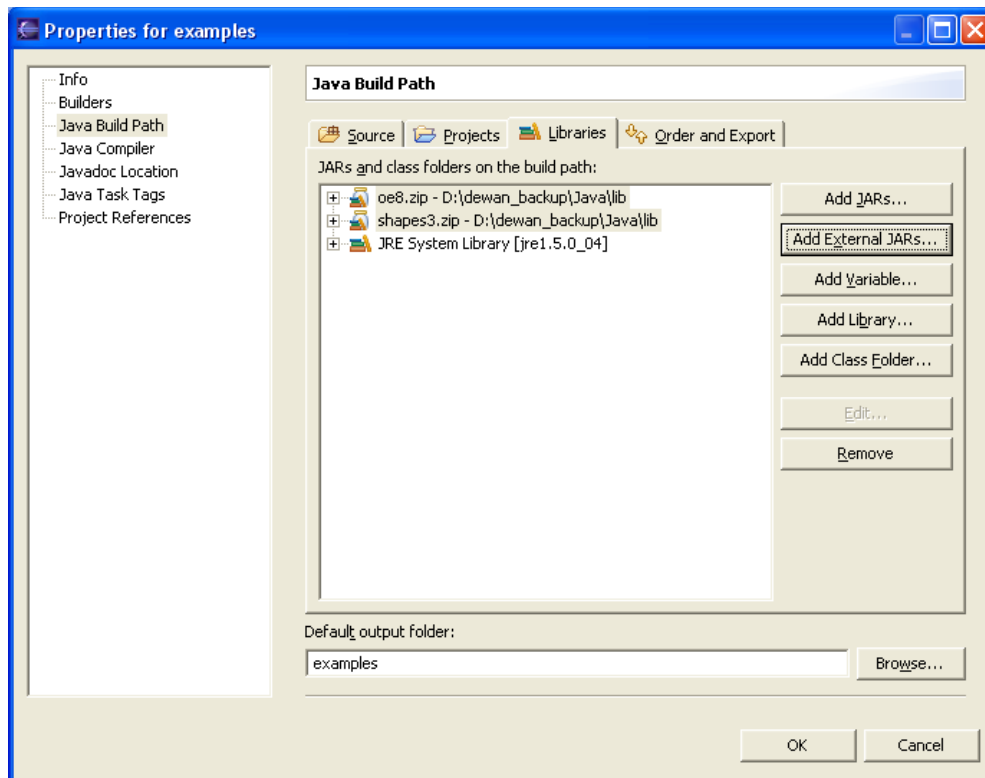 Properties for examples
Info
Builders
Java Build Path
Java Compiler
Javadoc Location
Java Task Tags
Project References
Java Build Path
Source
Projects
Libraries
Order and Export
JARs and class folders on the build path:
oe8.zip - D:\dewan_backup\Java\lib
shapes3.zip - D:\dewan_backup\Java\lib
JRE System Library [jre1.5.0_04]
Add JARs...
Add External JARs...
Add Variable...
Add Library...
Add Class Folder...
Edit...
Remove
Default output folder:
examples
Browse...
OK
Cancel